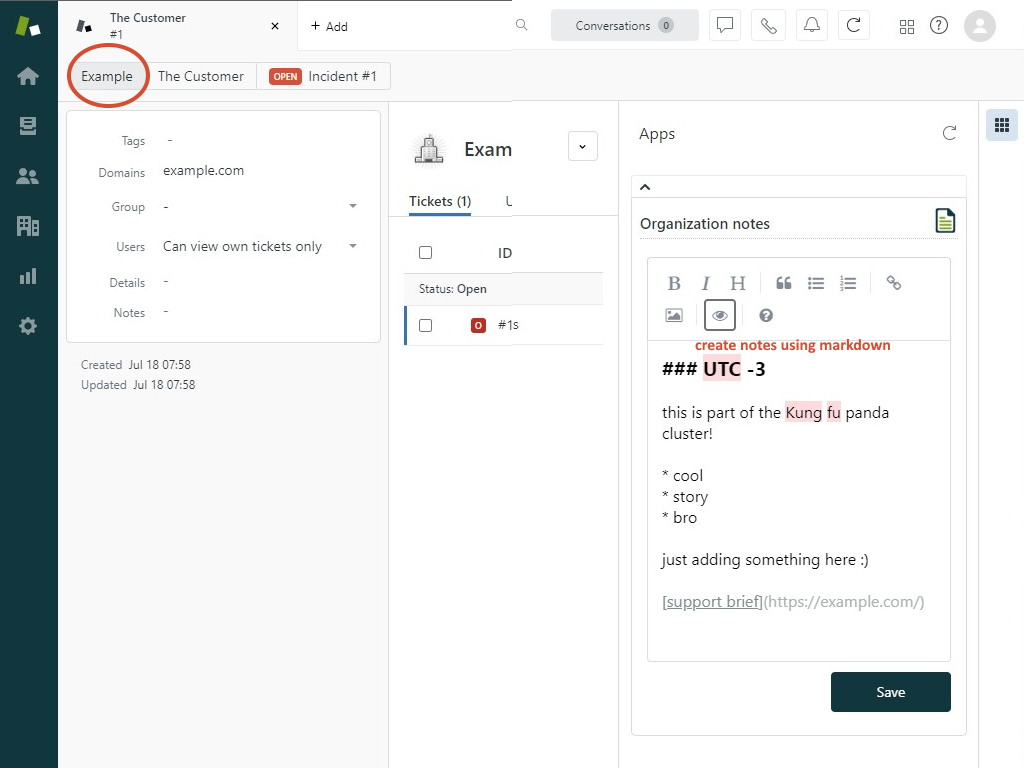 The Customer
#1
+ Add
Conversations 0
Example
The Customer
OPEN Incident #1
Tags -
Domains example.com
Group -
Users Can view own tickets only
Details -
Notes -
Created Jul 18 07:58
Updated Jul 18 07:58
Exam
Tickets (1)
ID
Status: Open
O #1s
Apps
Organization notes
B I H
create notes using markdown
### UTC -3
this is part of the Kung fu panda
cluster!
* cool
* story
* bro
just adding something here :)
[support brief](https://example.com/)
Save